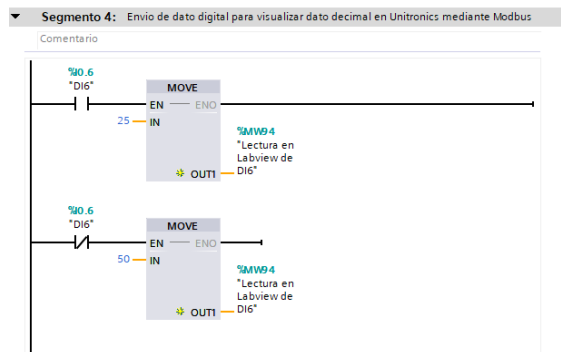 Segmento 4: Envio de dato digital para visualizar dato decimal en Unitronics mediante Modbus
Comentario
%I0.6
"DI6"
MOVE
EN ENO
25 IN
%MW94
"Lectura en
Labview de
OUT1 DI6"
%I0.6
"DI6"
MOVE
EN ENO
50 IN
%MW94
"Lectura en
Labview de
OUT1 DI6"